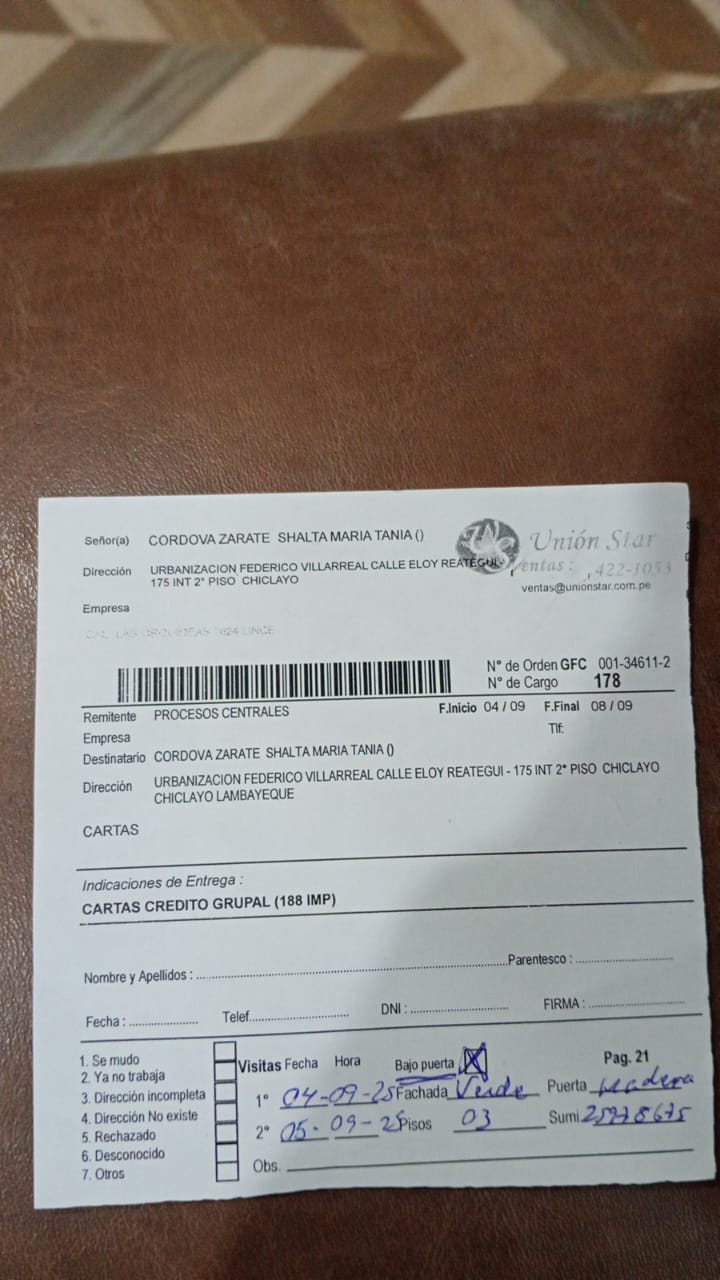 Señor(a) CORDOVA ZARATE SHALTA MARIA TANIA ()
Unión Star
Dirección URBANIZACION FEDERICO VILLARREAL CALLE ELOY REATEGUI - 175 INT 2° PISO CHICLAYO
Ventas : 422-1053
ventas@unionstar.com.pe
Empresa
CAL. LAS ORQUIDEAS 2624 LINCE
N° de Orden GFC 001-34611-2
N° de Cargo 178
Remitente PROCESOS CENTRALES F.Inicio 04 / 09 F.Final 08 / 09
Empresa Tlf:
Destinatario CORDOVA ZARATE SHALTA MARIA TANIA ()
Dirección URBANIZACION FEDERICO VILLARREAL CALLE ELOY REATEGUI - 175 INT 2° PISO CHICLAYO
CHICLAYO LAMBAYEQUE
CARTAS
Indicaciones de Entrega :
CARTAS CREDITO GRUPAL (188 IMP)
Nombre y Apellidos : Parentesco :
Fecha : Telef. DNI : FIRMA :
1. Se mudo
2. Ya no trabaja
3. Dirección incompleta
4. Dirección No existe
5. Rechazado
6. Desconocido
7. Otros
Visitas Fecha Hora Bajo puerta X Pag. 21
1° 04-09-25 Fachada Verde Puerta Madera
2° 05-09-25 Pisos 03 Sumi 25978675
Obs.